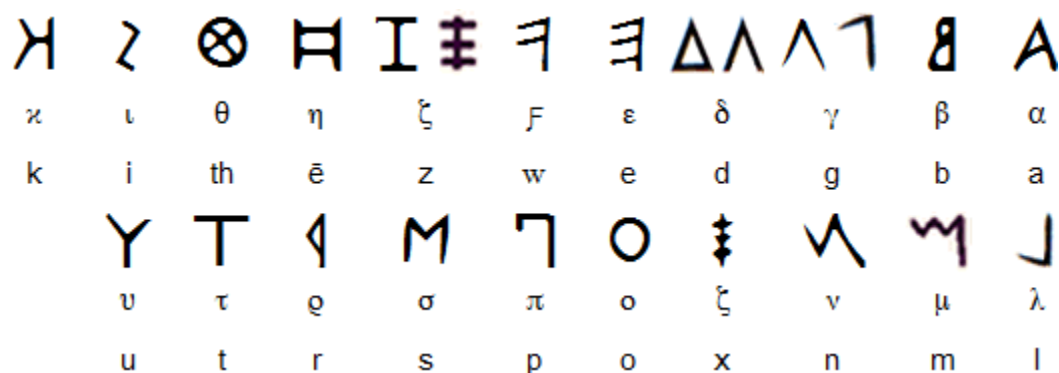 ϰ ι θ η ζ Ϝ ε δ γ β α
k i th ē z w e d g b a
υ τ ϱ σ π ο ζ ν μ λ
u t r s p o x n m l